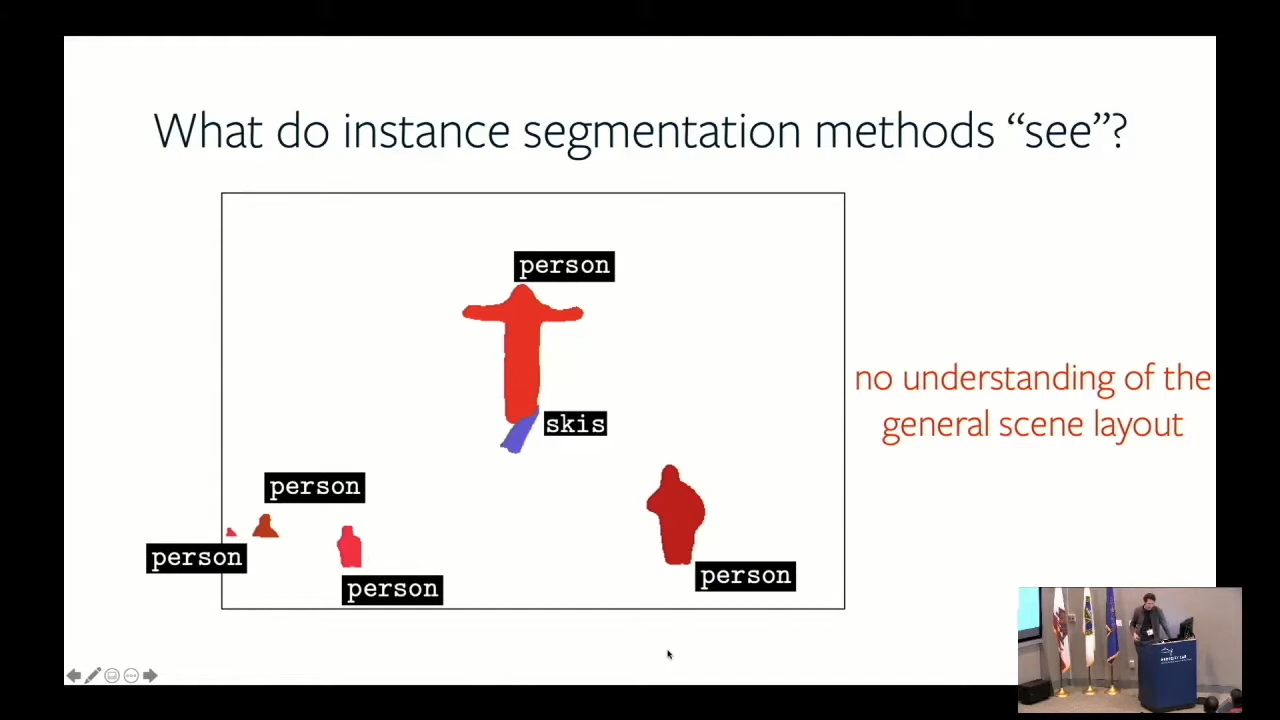 What do instance segmentation methods “see”?
person
skis
no understanding of the
general scene layout
person
person
person
person